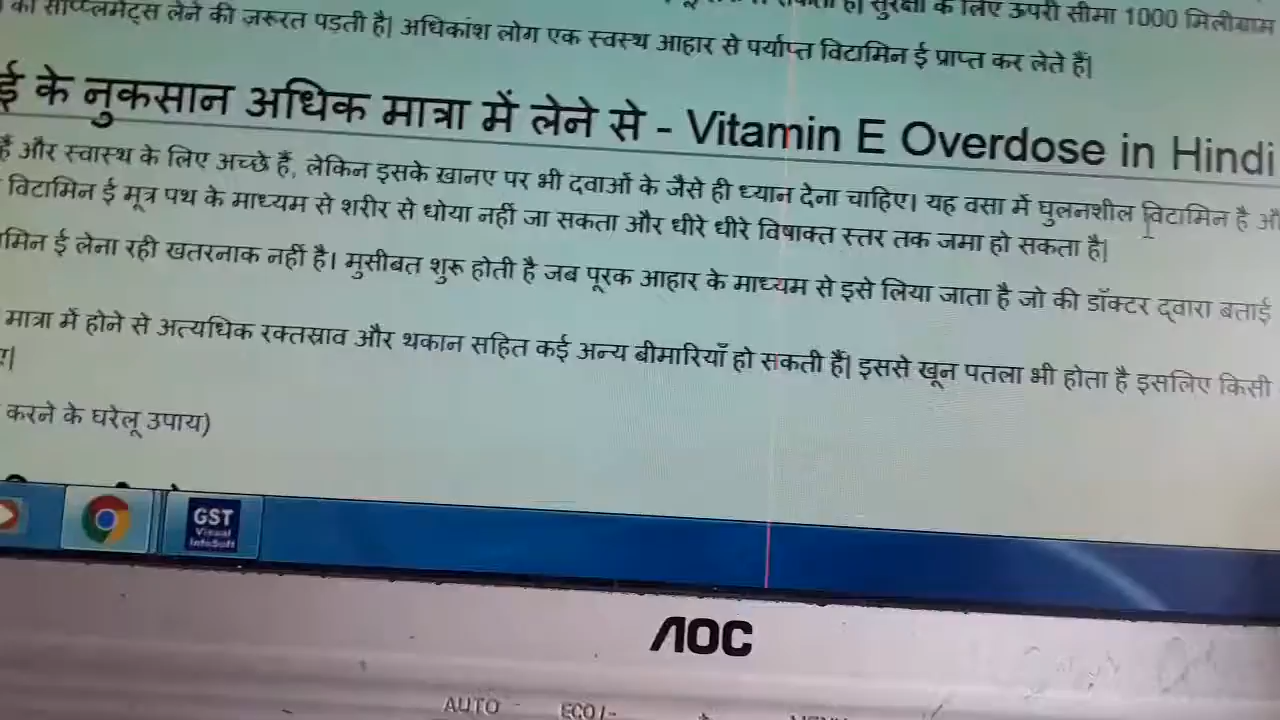 सप्लिमेंट्स लेने की ज़रूरत पड़ती है। अधिकांश लोग एक स्वस्थ आहार से पर्याप्त विटामिन ई प्राप्त कर लेते हैं|
सुरक्षा के लिए ऊपरी सीमा 1000 मिलीग्राम
ई के नुकसान अधिक मात्रा में लेने से - Vitamin E Overdose in Hindi
हैं और स्वास्थ के लिए अच्छे हैं, लेकिन इसके खानए पर भी दवाओं के जैसे ही ध्यान देना चाहिए। यह वसा में घुलनशील विटामिन है
विटामिन ई मूत्र पथ के माध्यम से शरीर से धोया नहीं जा सकता और धीरे धीरे विषाक्त स्तर तक जमा हो सकता है|
मिन ई लेना रही खतरनाक नहीं है। मुसीबत शुरू होती है जब पूरक आहार के माध्यम से इसे लिया जाता है जो की डॉक्टर द्वारा बताई
मात्रा में होने से अत्यधिक रक्तस्राव और थकान सहित कई अन्य बीमारियाँ हो सकती हैं| इससे खून पतला भी होता है इसलिए किसी
करने के घरेलू उपाय)
GST
Visual
InfoSoft
AOC
AUTO
ECO/-